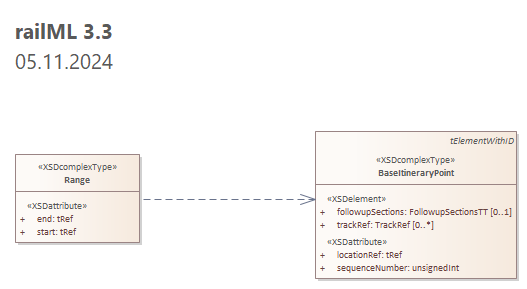 railML 3.3
05.11.2024
«XSDcomplexType»
Range
«XSDattribute»
+ end: tRef
+ start: tRef
tElementWithID
«XSDcomplexType»
BaseItineraryPoint
«XSDelement»
+ followupSections: FollowupSectionsTT [0..1]
+ trackRef: TrackRef [0..*]
«XSDattribute»
+ locationRef: tRef
+ sequenceNumber: unsignedInt